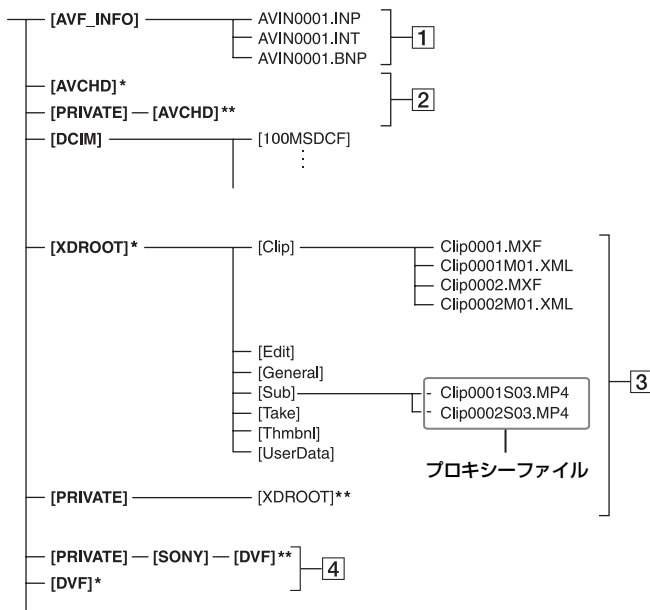 [AVF_INFO]
AVIN0001.INP
AVIN0001.INT
AVIN0001.BNP
1
[AVCHD]*
[PRIVATE]
[AVCHD]**
2
[DCIM]
[100MSDCF]
[XDROOT]*
[Clip]
Clip0001.MXF
Clip0001M01.XML
Clip0002.MXF
Clip0002M01.XML
[Edit]
[General]
[Sub]
Clip0001S03.MP4
Clip0002S03.MP4
[Take]
[Thmbnl]
[UserData]
プロキシーファイル
3
[PRIVATE]
[XDROOT]**
[PRIVATE]
[SONY]
[DVF]**
[DVF]*
4